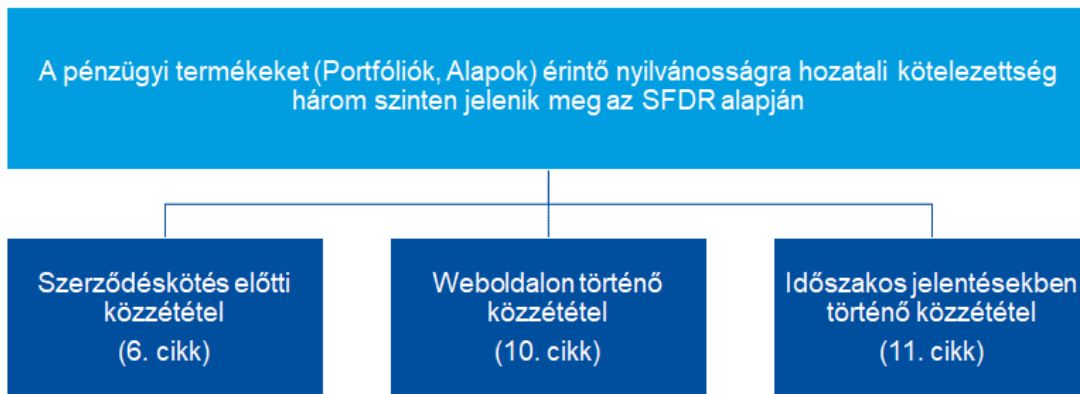 A pénzügyi termékeket (Portfóliók, Alapok) érintő nyilvánosságra hozatali kötelezettség
három szinten jelenik meg az SFDR alapján
Szerződéskötés előtti
közzététel
(6. cikk)
Weboldalon történő
közzététel
(10. cikk)
Időszakos jelentésekben
történő közzététel
(11. cikk)